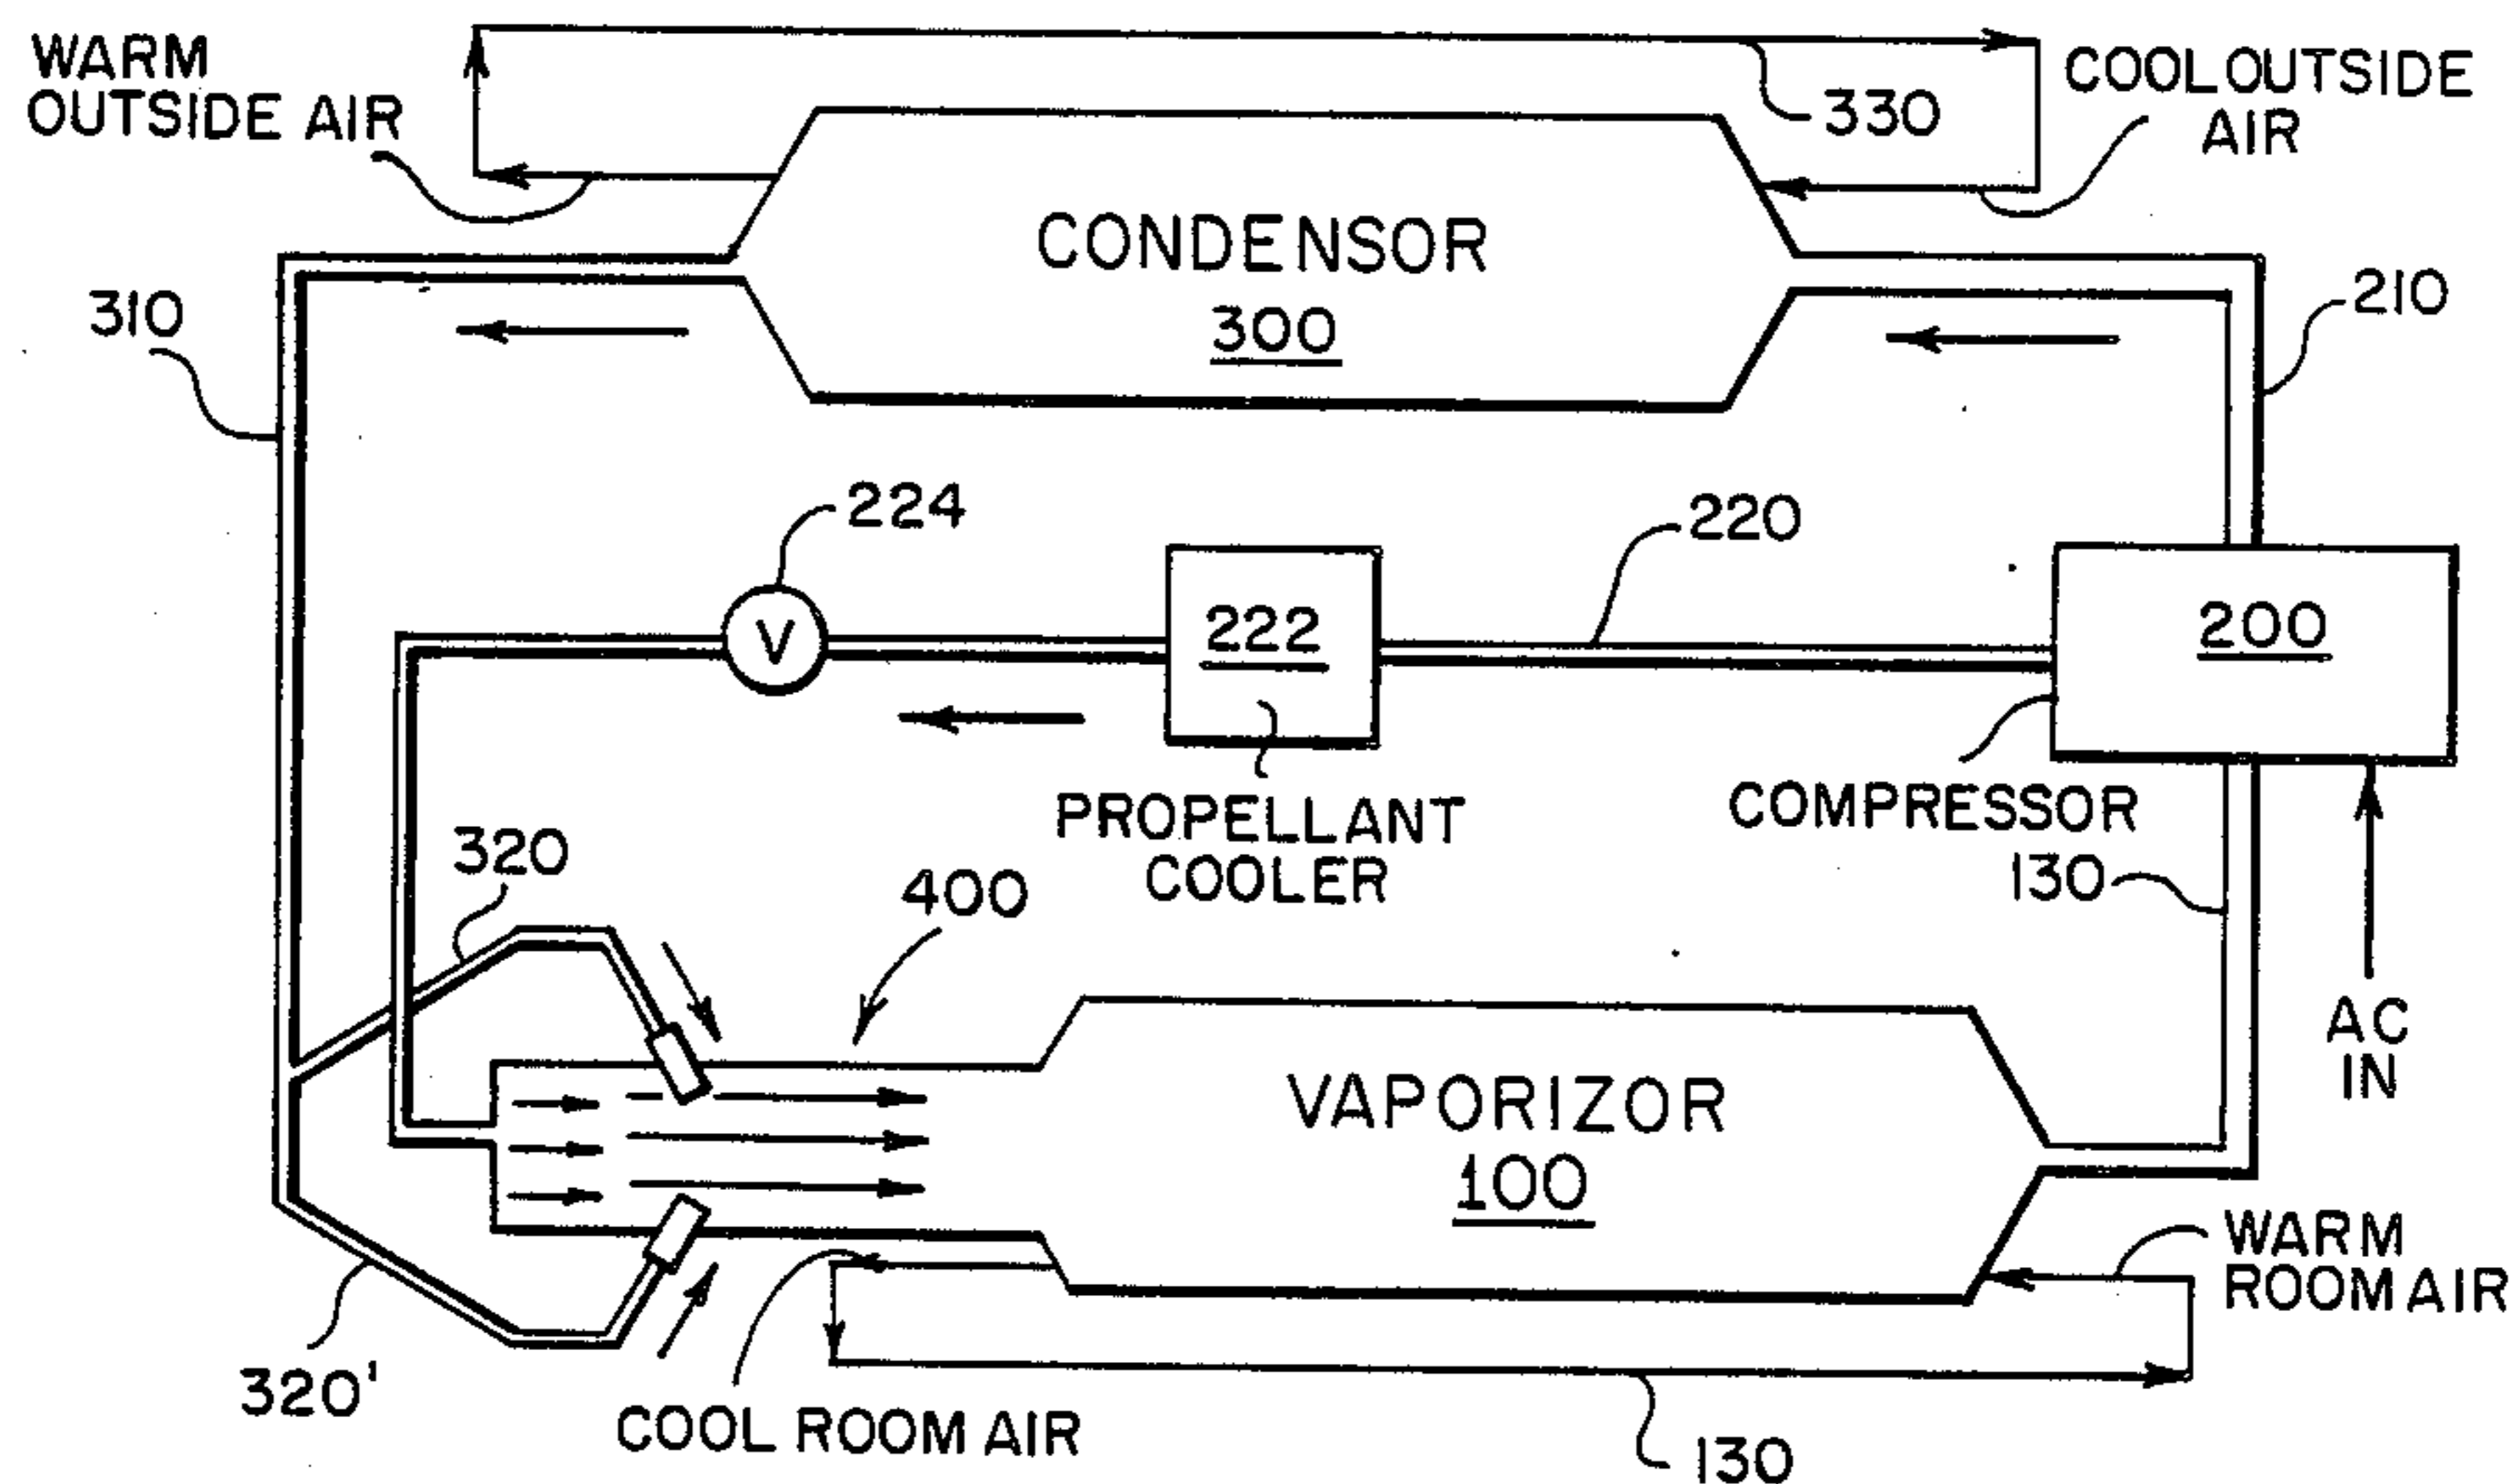 WARM
OUTSIDE AIR
330
COOL OUTSIDE
AIR
CONDENSOR
300
310
210
224
220
V
222
200
PROPELLANT
COOLER
COMPRESSOR
320
400
130
AC
IN
VAPORIZOR
100
WARM
ROOM AIR
320'
COOL ROOM AIR
130